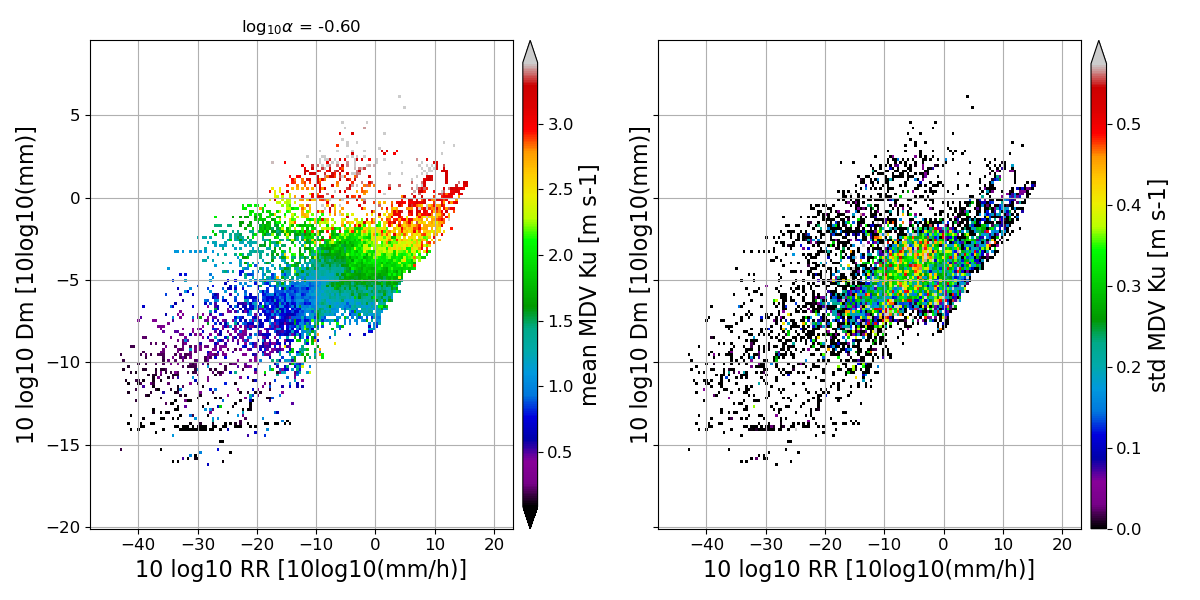 log₁₀α = -0.60
10 log10 Dm [10log10(mm)]
5
0
−5
−10
−15
−20
−40 −30 −20 −10 0 10 20
10 log10 RR [10log10(mm/h)]
3.0
2.5
2.0
1.5
1.0
0.5
mean MDV Ku [m s-1]
10 log10 Dm [10log10(mm)]
−40 −30 −20 −10 0 10 20
10 log10 RR [10log10(mm/h)]
0.5
0.4
0.3
0.2
0.1
0.0
std MDV Ku [m s-1]